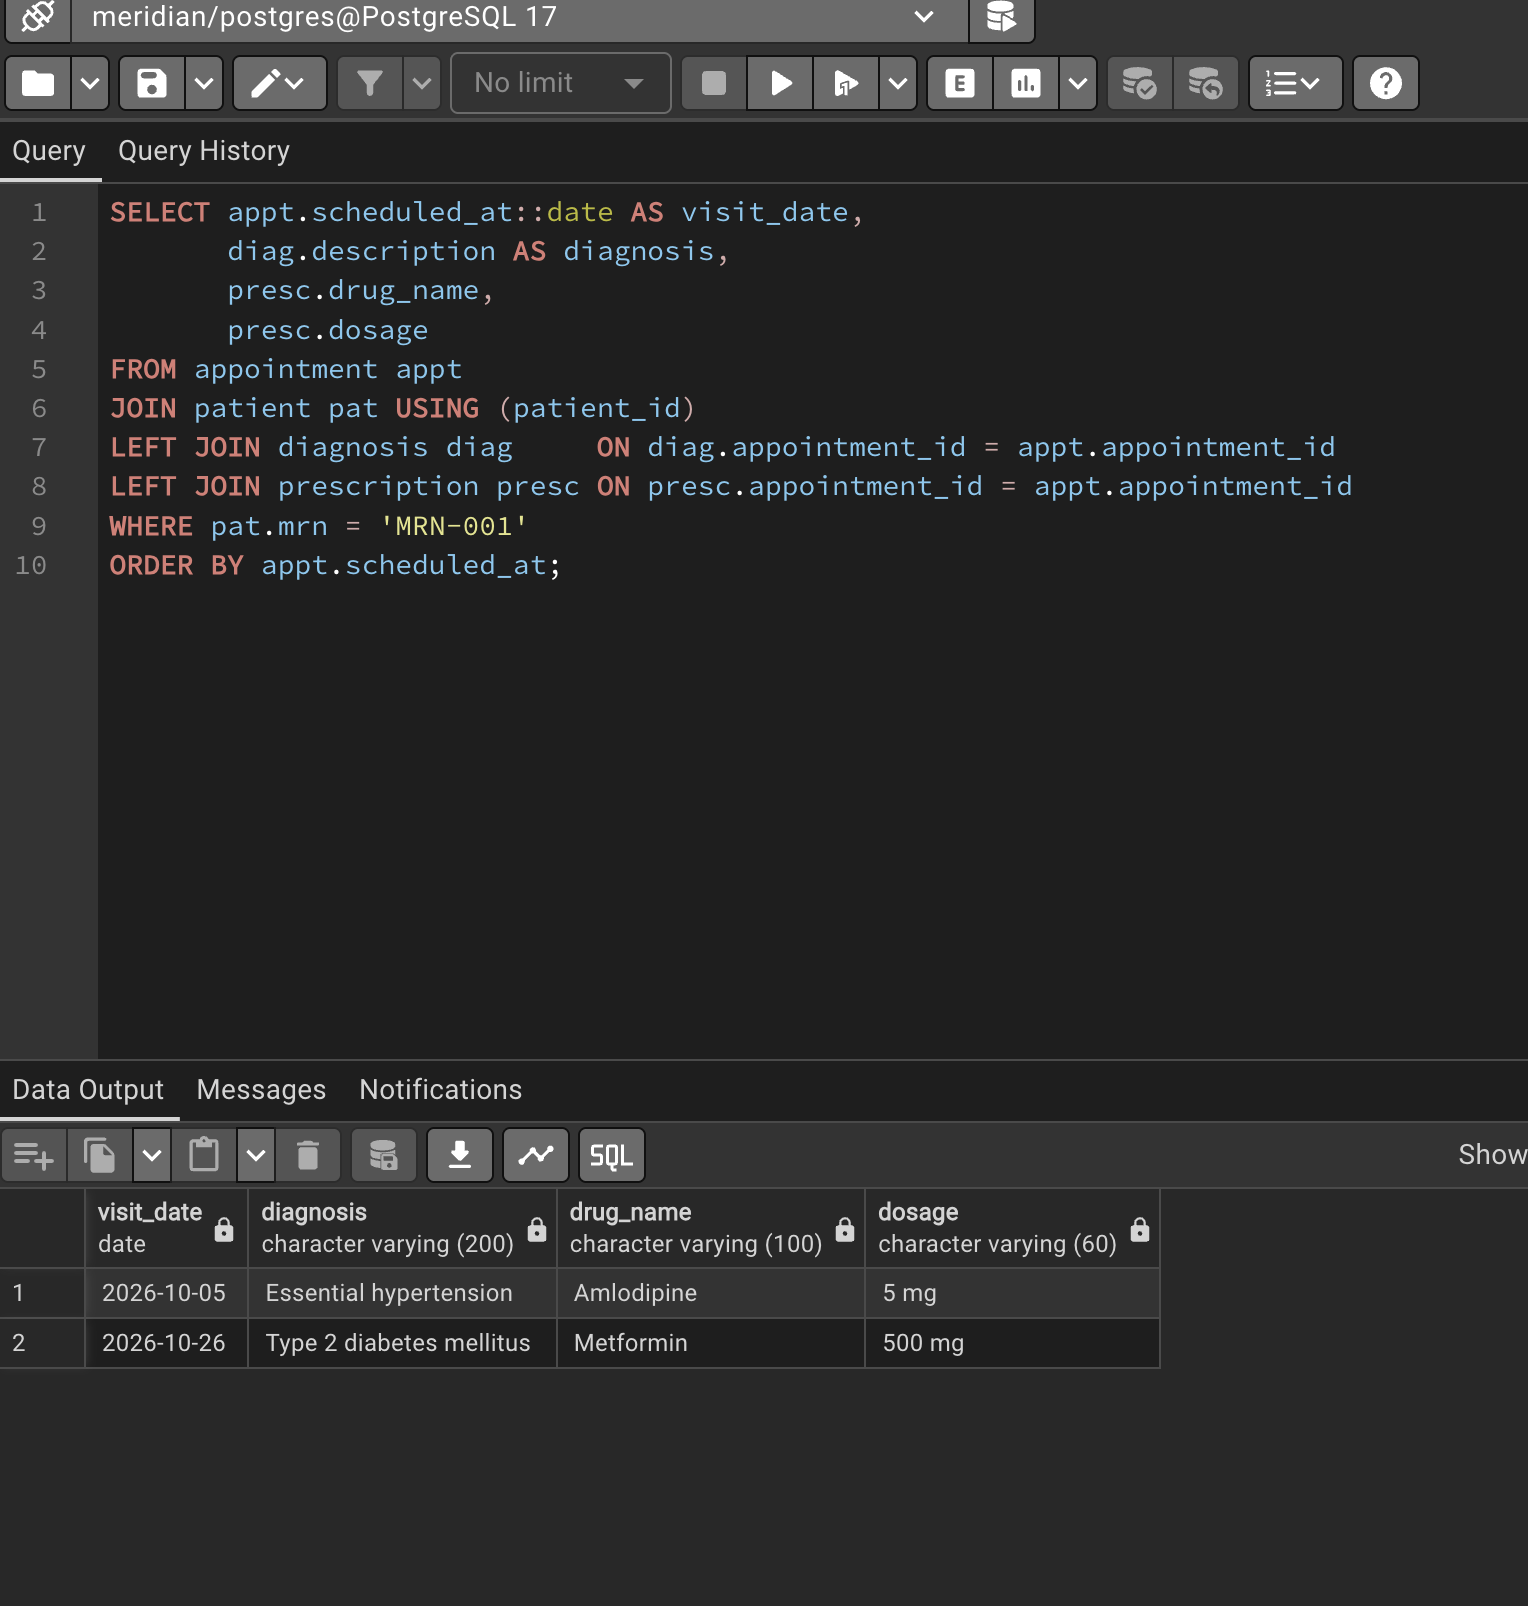 meridian/postgres@PostgreSQL 17
No limit
E
Query Query History
1 SELECT appt.scheduled_at::date AS visit_date,
2 diag.description AS diagnosis,
3 presc.drug_name,
4 presc.dosage
5 FROM appointment appt
6 JOIN patient pat USING (patient_id)
7 LEFT JOIN diagnosis diag     ON diag.appointment_id = appt.appointment_id
8 LEFT JOIN prescription presc ON presc.appointment_id = appt.appointment_id
9 WHERE pat.mrn = 'MRN-001'
10 ORDER BY appt.scheduled_at;
Data Output Messages Notifications
SQL Show
visit_date diagnosis drug_name dosage
date character varying (200) character varying (100) character varying (60)
1 2026-10-05 Essential hypertension Amlodipine 5 mg
2 2026-10-26 Type 2 diabetes mellitus Metformin 500 mg